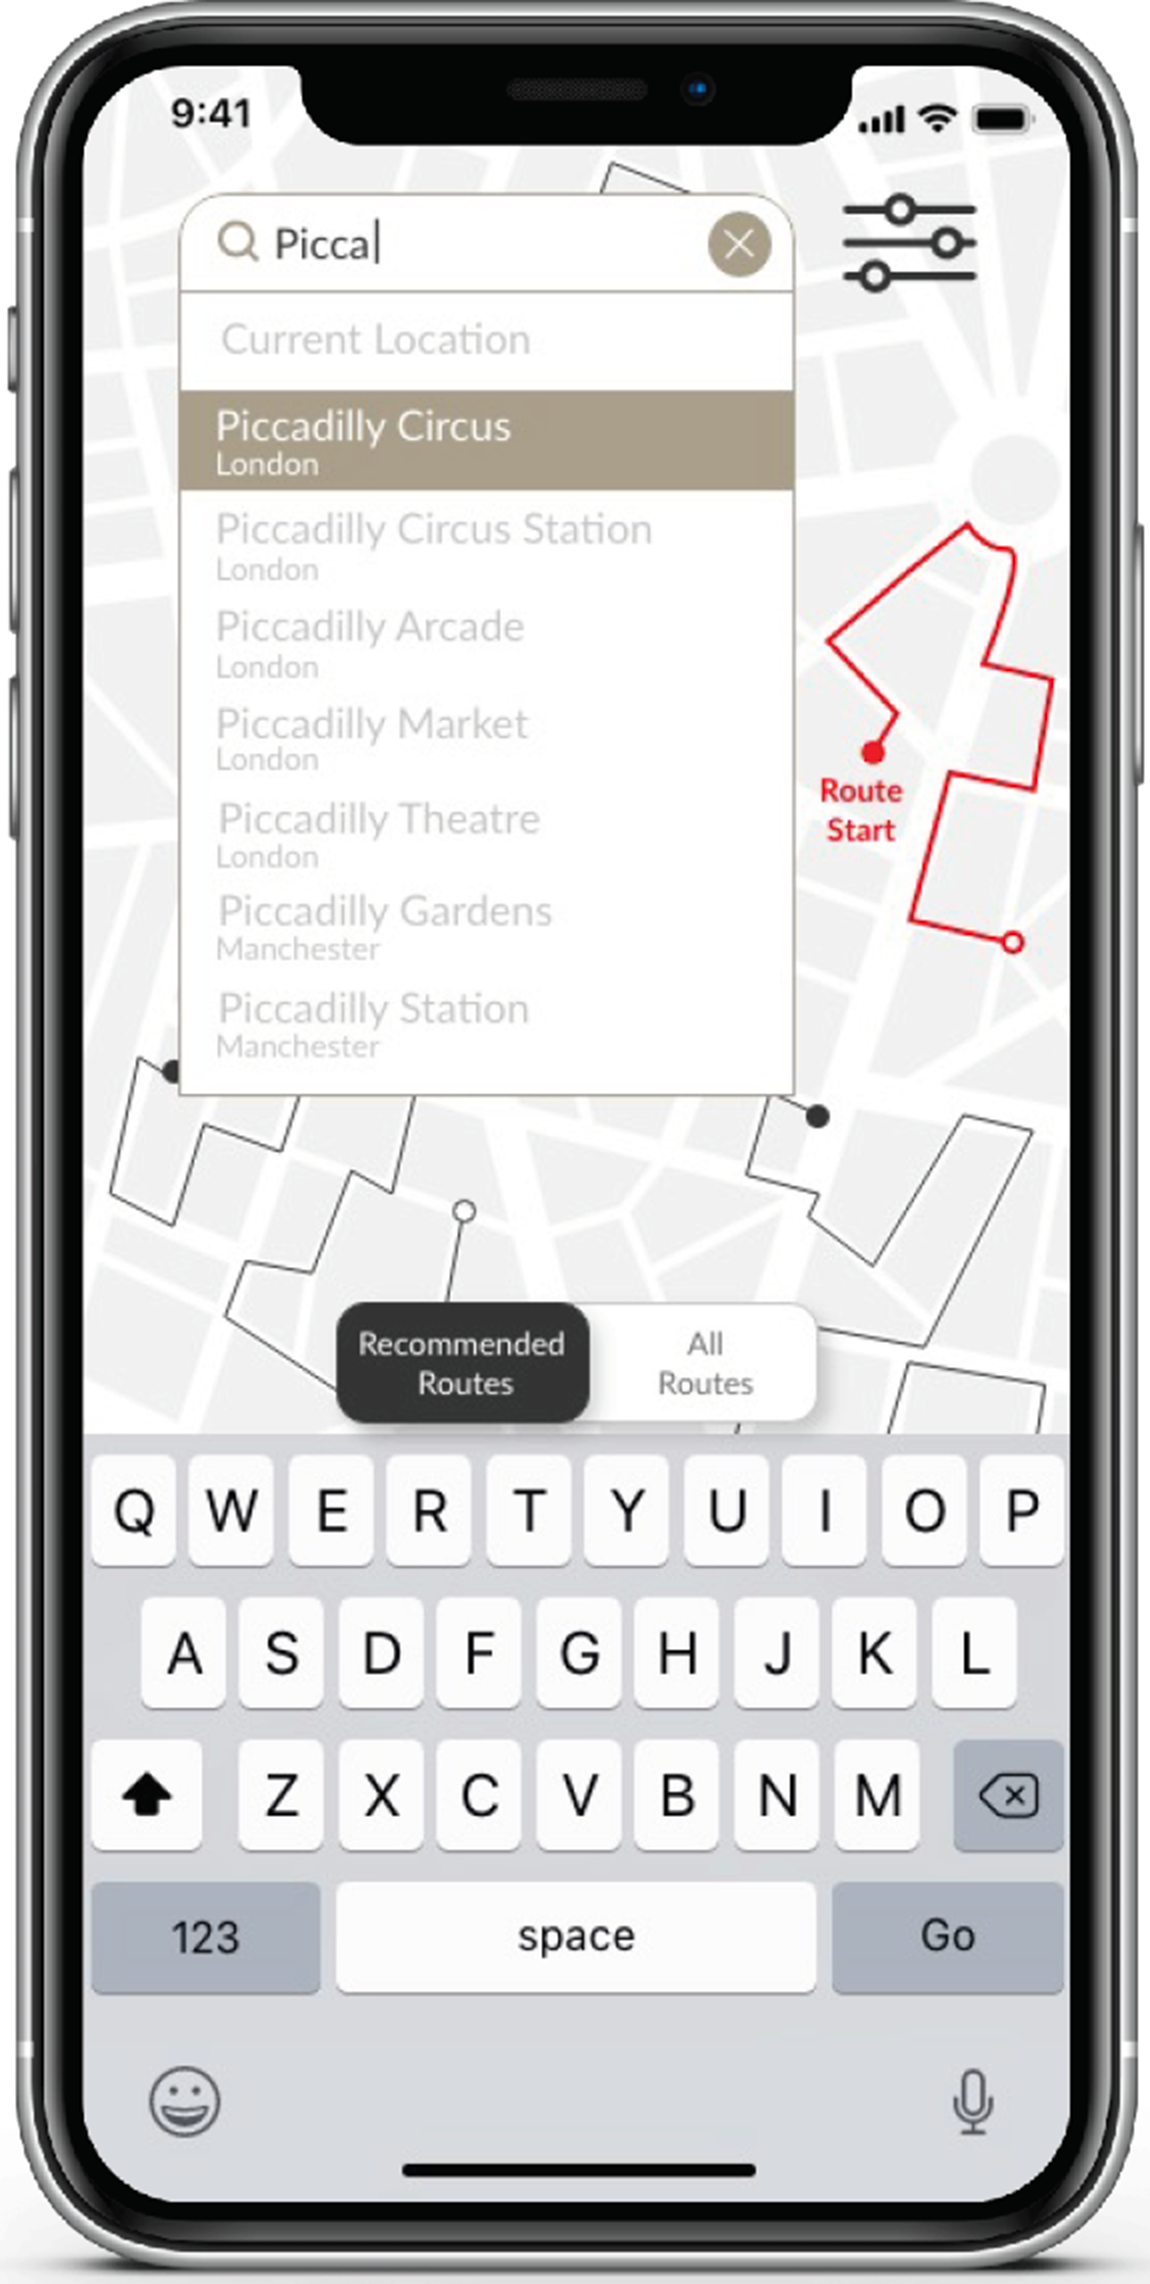 9:41
Picca
Current Location
Piccadilly Circus
London
Piccadilly Circus Station
London
Piccadilly Arcade
London
Piccadilly Market
London
Piccadilly Theatre
London
Piccadilly Gardens
Manchester
Piccadilly Station
Manchester
Route
Start
Recommended
Routes
All
Routes
Q W E R T Y U I O P
A S D F G H J K L
Z X C V B N M
123 space Go